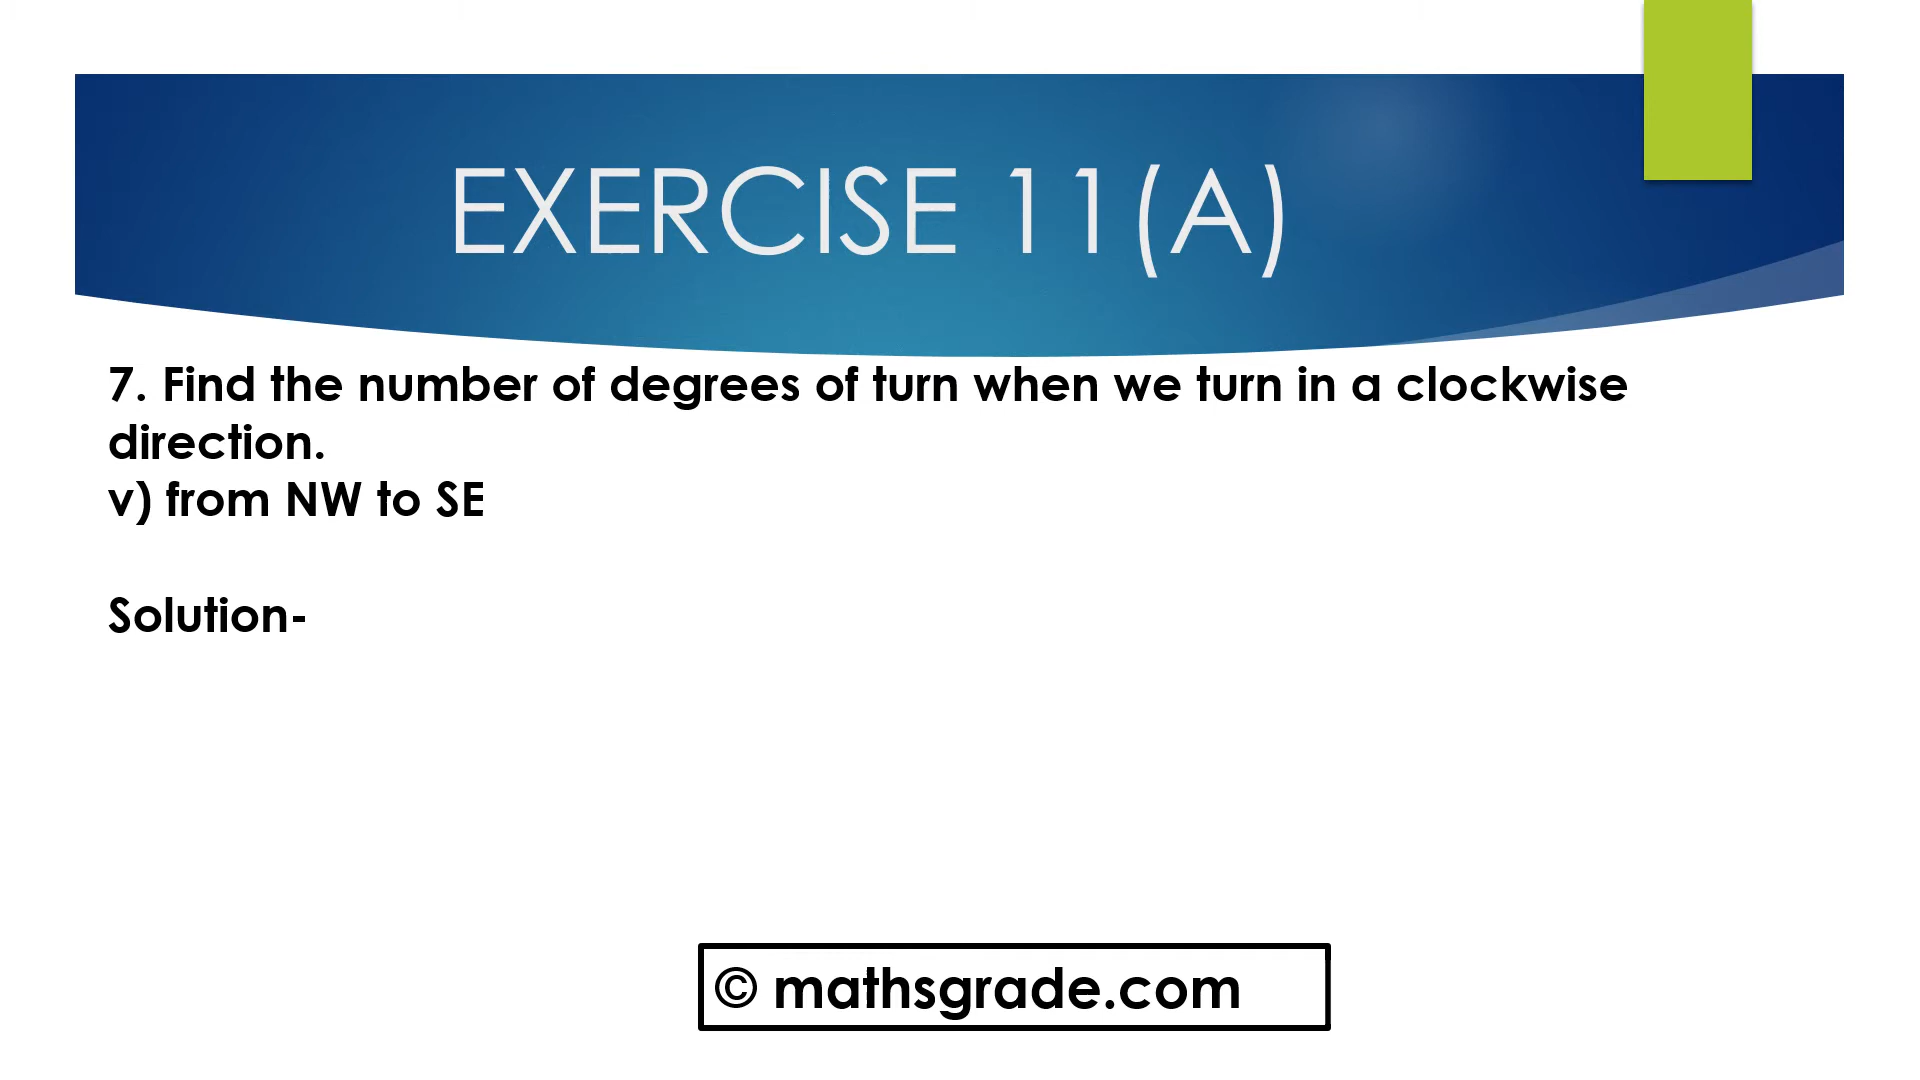 EXERCISE 11(A)
7. Find the number of degrees of turn when we turn in a clockwise
direction.
v) from NW to SE
Solution-
© mathsgrade.com